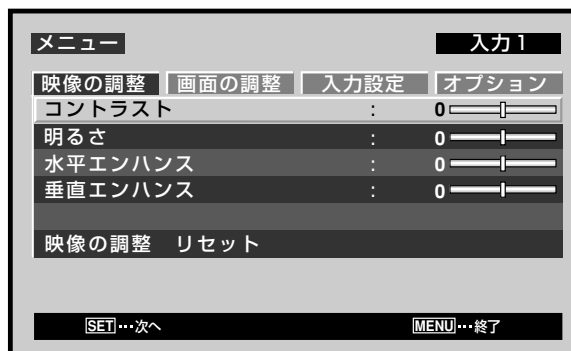 メニュー 入力1
映像の調整 画面の調整 入力設定 オプション
コントラスト : 0
明るさ : 0
水平エンハンス : 0
垂直エンハンス : 0
映像の調整 リセット
SET…次へ MENU…終了